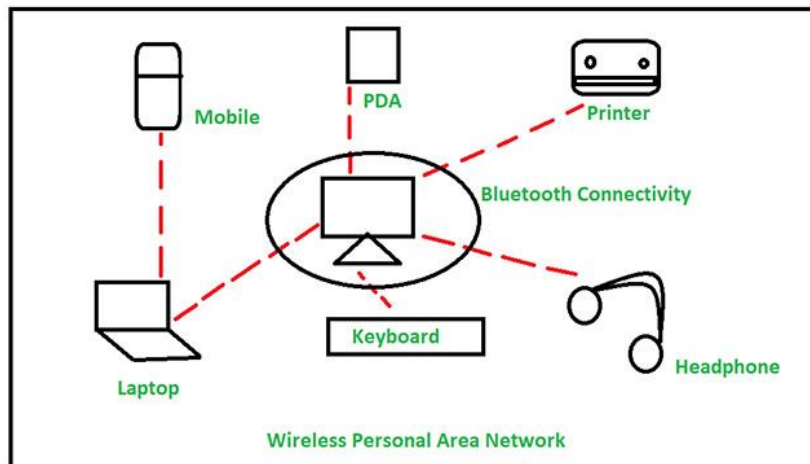 PDA
Mobile
Printer
Bluetooth Connectivity
Keyboard
Headphone
Laptop
Wireless Personal Area Network